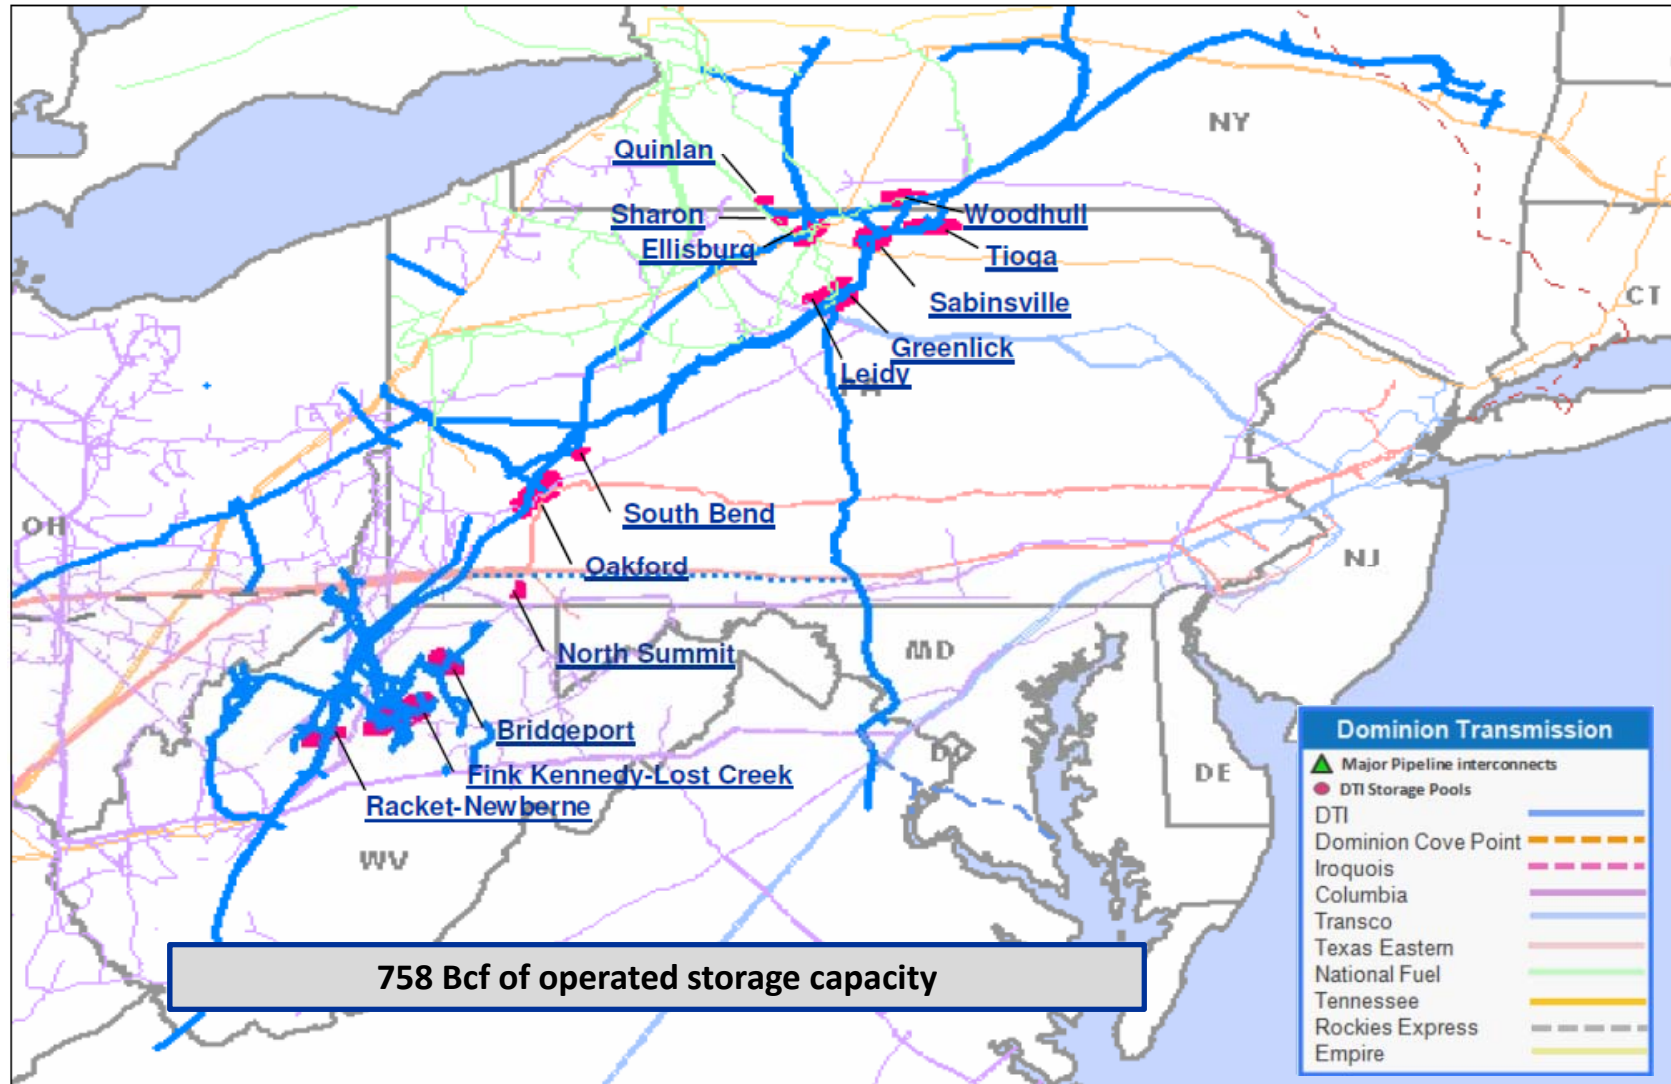 NY
Quinlan
Sharon
Woodhull
Ellisburg
Tioga
Sabinsville
CT
Greenlick
Leidy
PA
South Bend
OH
Oakford
NJ
North Summit
MD
Bridgeport
DC
DE
Fink Kennedy-Lost Creek
Racket-Newberne
WV
758 Bcf of operated storage capacity
Dominion Transmission
Major Pipeline interconnects
DTI Storage Pools
DTI
Dominion Cove Point
Iroquois
Columbia
Transco
Texas Eastern
National Fuel
Tennessee
Rockies Express
Empire